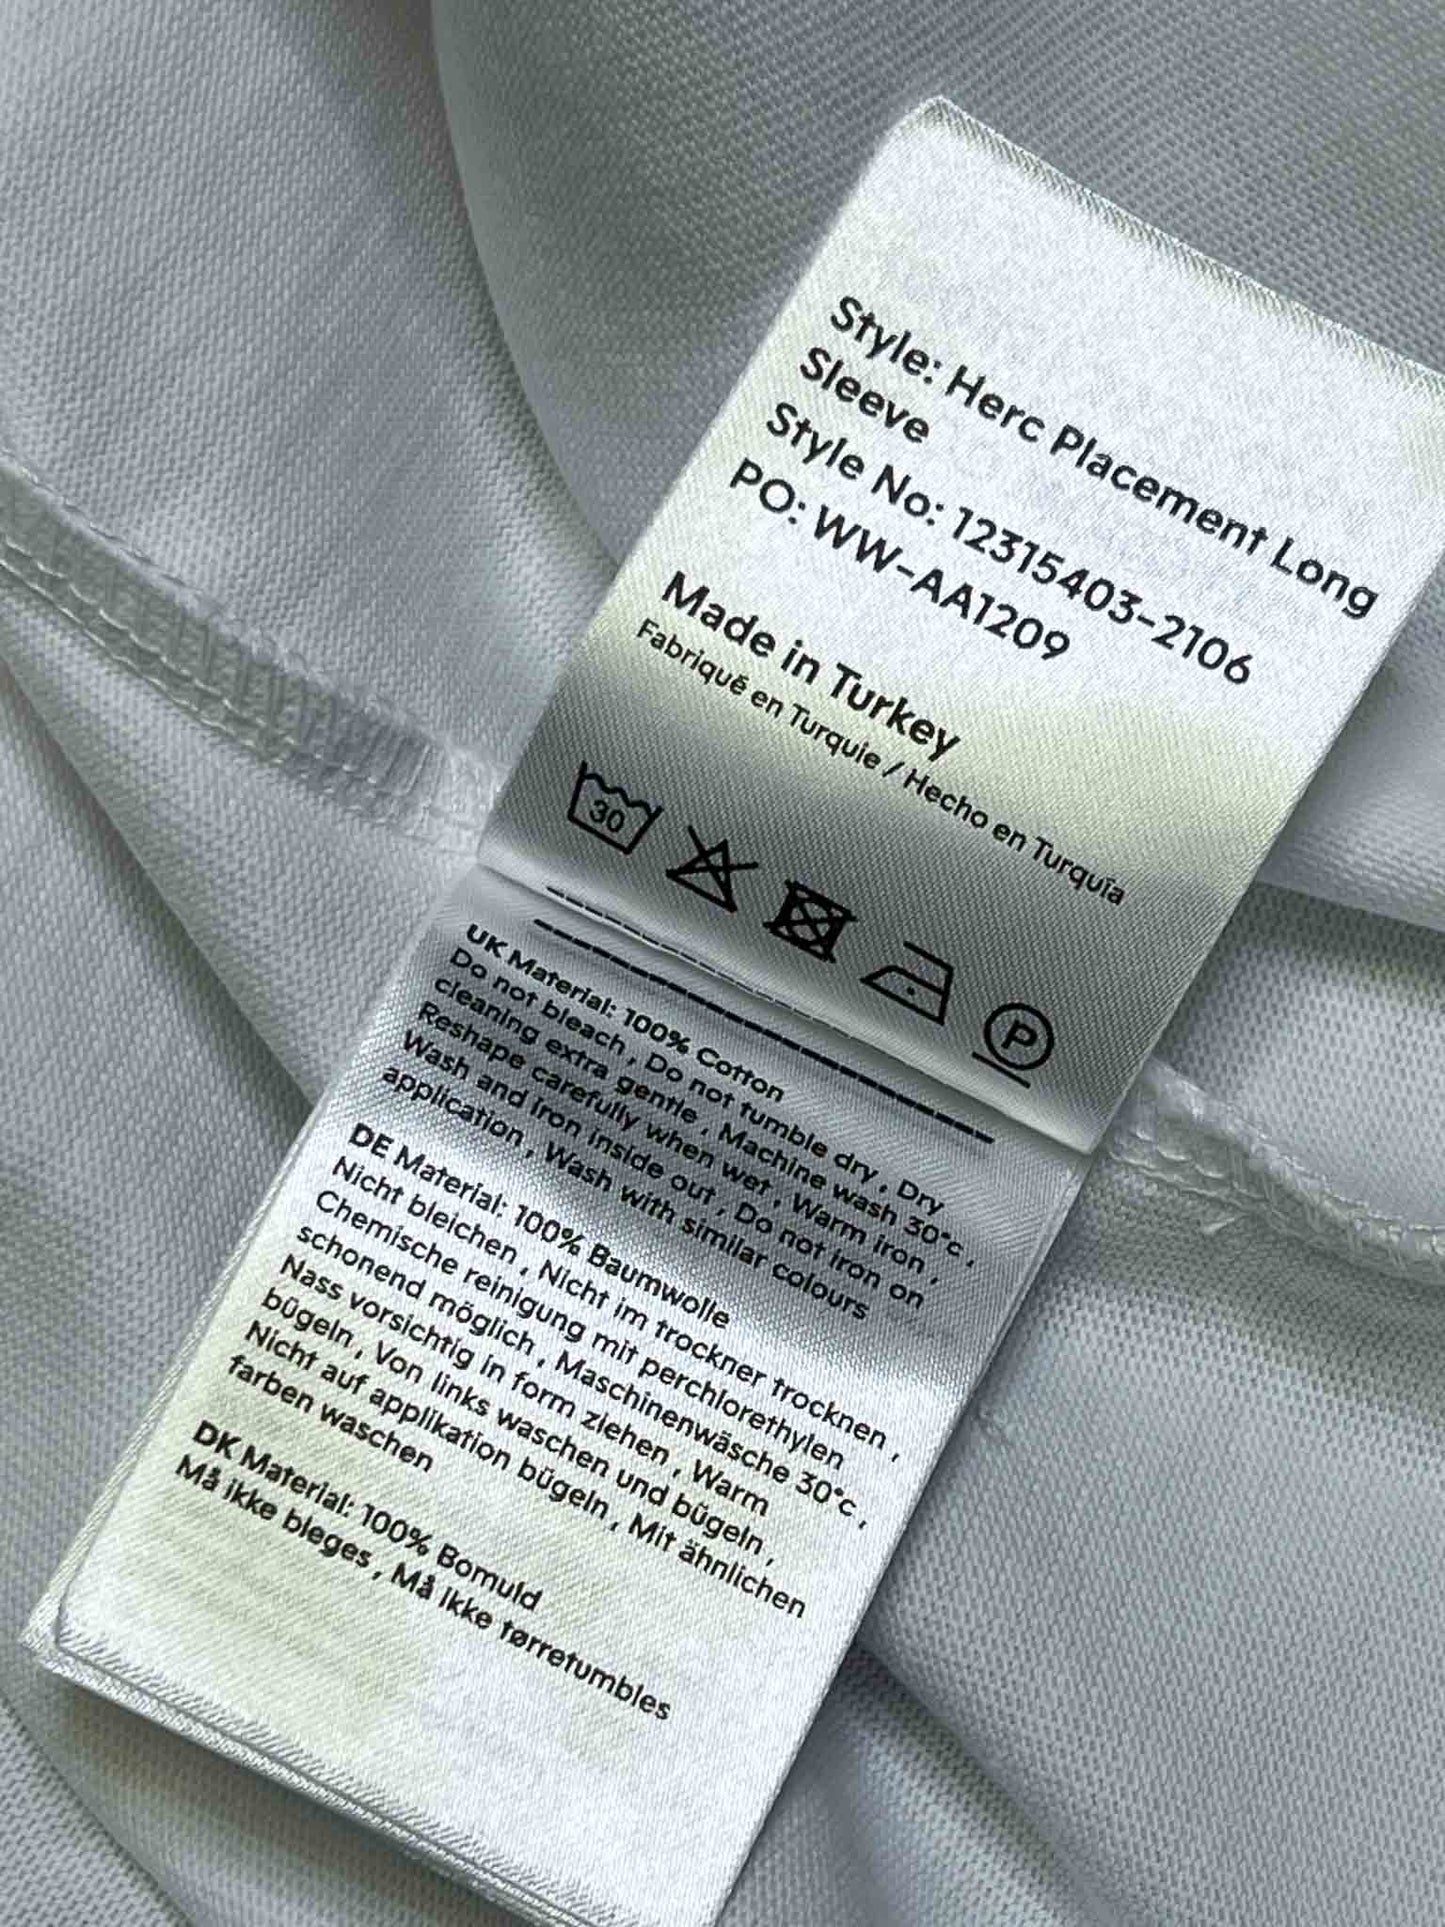 Style: Herc Placement Long
Sleeve
Style No: 12315403-2106
PO: WW-AA1209
Made in Turkey
Fabriqué en Turquie / Hecho en Turquía
30
P
UK Material: 100% Cotton
Do not bleach , Do not tumble dry , Dry
cleaning extra gentle , Machine wash 30°c ,
Reshape carefully when wet , Warm iron ,
Wash and iron inside out , Do not iron on
application , Wash with similar colours
DE Material: 100% Baumwolle
Nicht bleichen , Nicht im trockner trocknen ,
Chemische reinigung mit perchlorethylen
schonend möglich , Maschinenwäsche 30°c ,
Nass vorsichtig in form ziehen , Warm
bügeln , Von links waschen und bügeln ,
Nicht auf applikation bügeln , Mit ähnlichen
farben waschen
DK Material: 100% Bomuld
Må ikke bleges , Må ikke tørretumbles